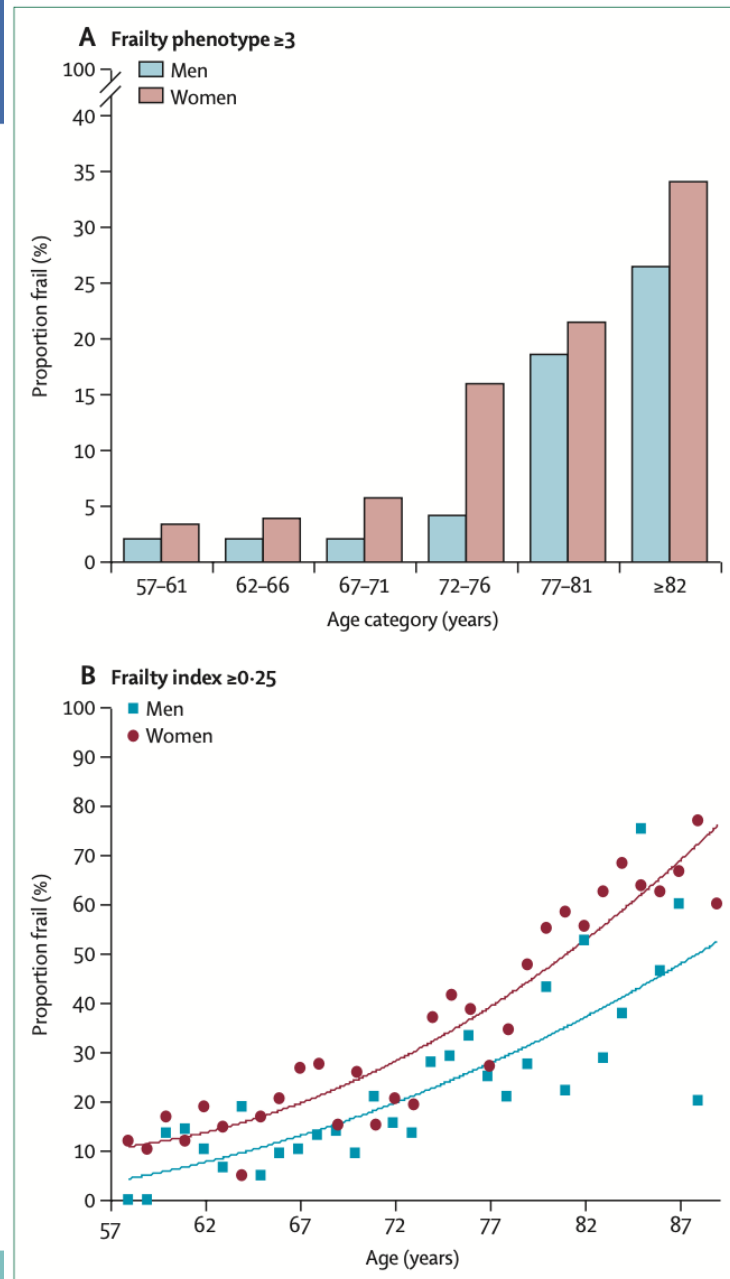 A Frailty phenotype ≥3
Men
Women
100
40
35
30
25
20
15
10
5
0
Proportion frail (%)
57–61 62–66 67–71 72–76 77–81 ≥82
Age category (years)
B Frailty index ≥0·25
Men
Women
100
90
80
70
60
50
40
30
20
10
0
Proportion frail (%)
57 62 67 72 77 82 87
Age (years)